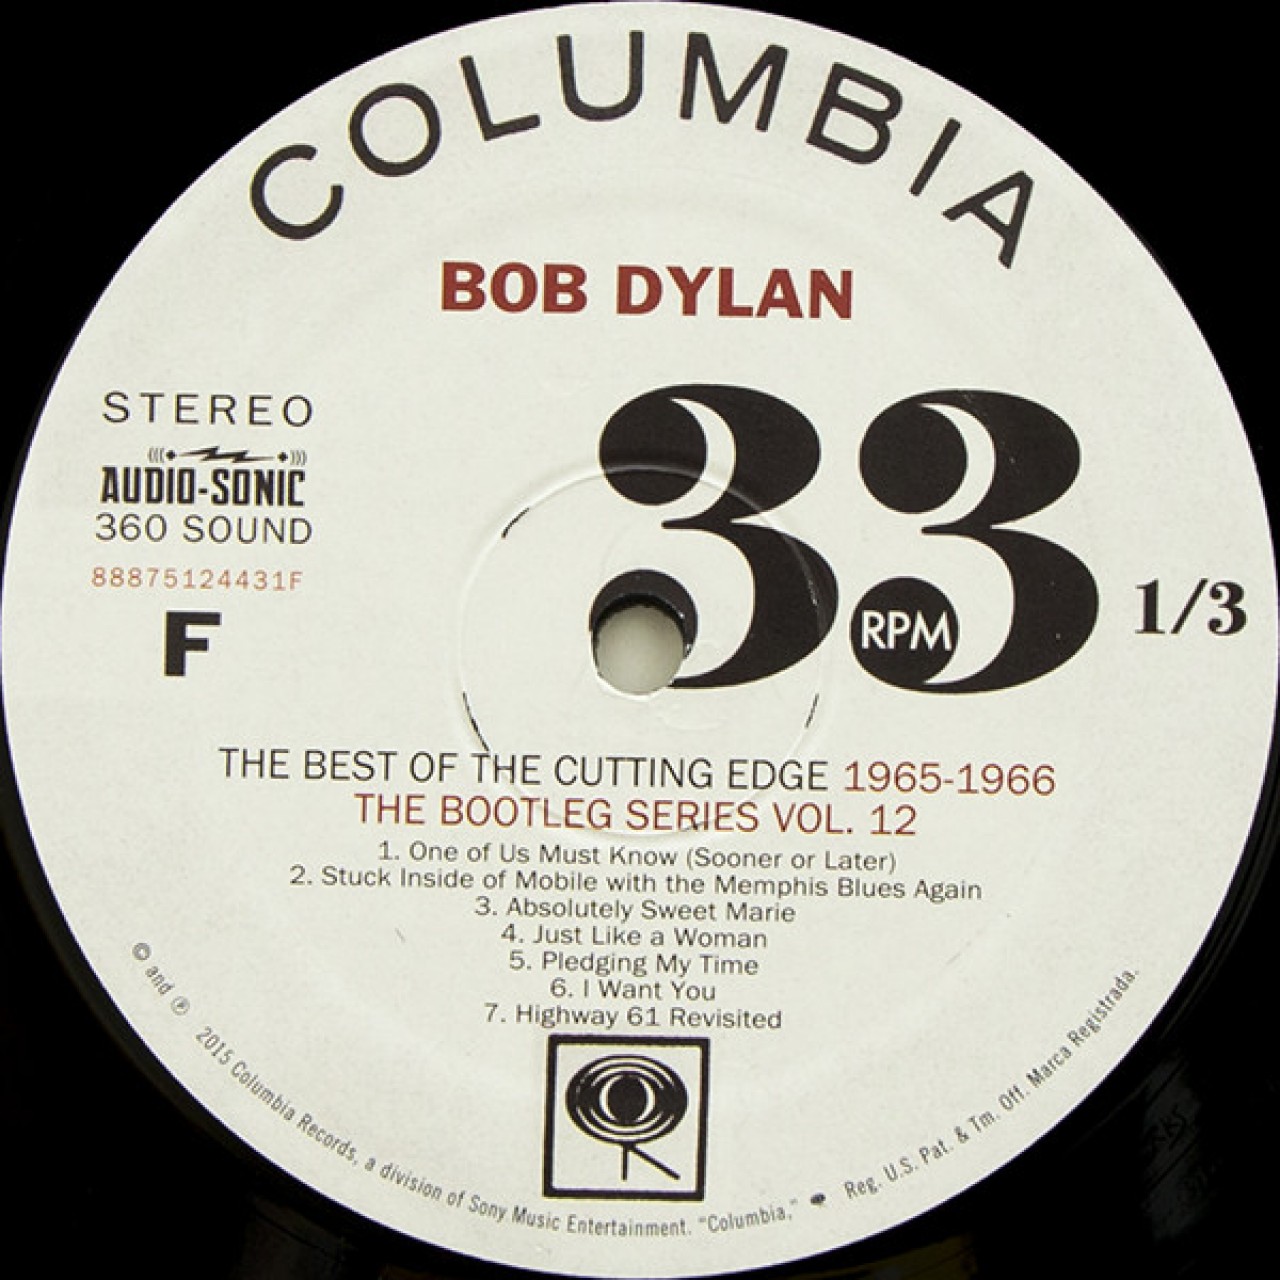 COLUMBIA
BOB DYLAN
STEREO
AUDIO-SONIC
360 SOUND
88875124431F
F
33 1/3
RPM
THE BEST OF THE CUTTING EDGE 1965-1966
THE BOOTLEG SERIES VOL. 12
1. One of Us Must Know (Sooner or Later)
2. Stuck Inside of Mobile with the Memphis Blues Again
3. Absolutely Sweet Marie
4. Just Like a Woman
5. Pledging My Time
6. I Want You
7. Highway 61 Revisited
© and ℗ 2015 Columbia Records, a division of Sony Music Entertainment. "Columbia," Reg. U.S. Pat. & Tm. Off. Marca Registrada.